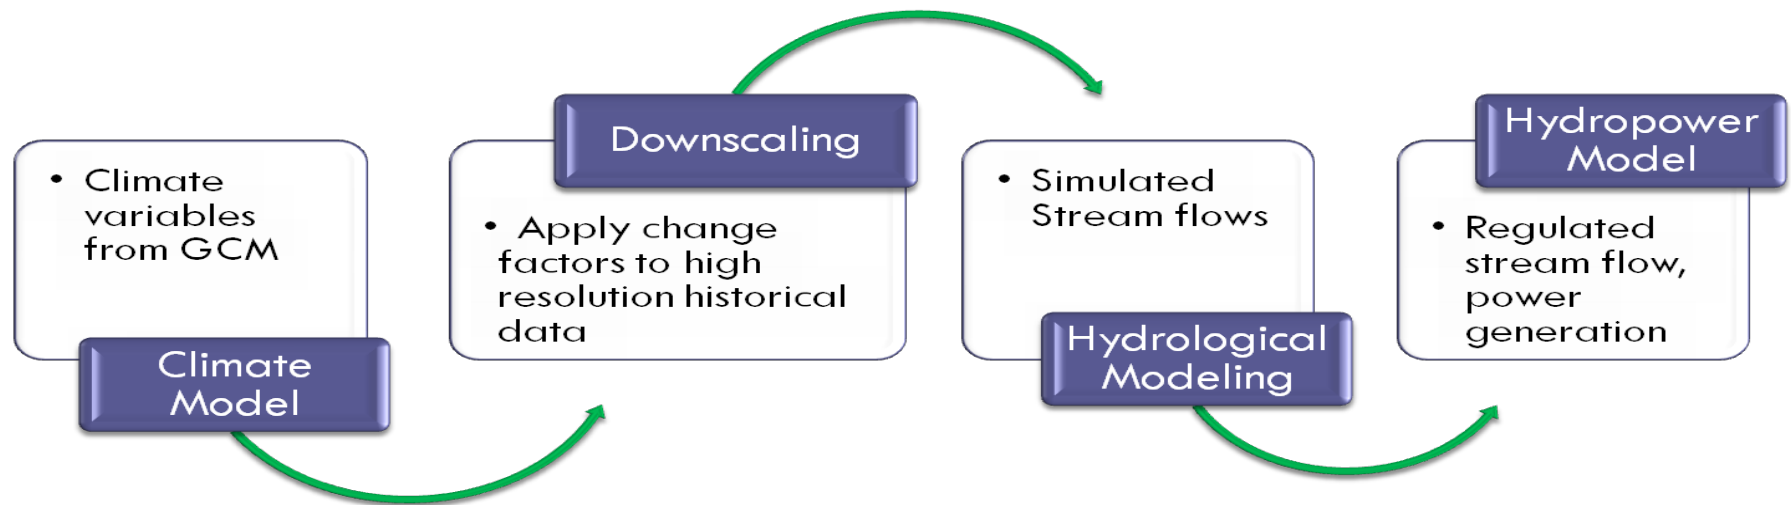 • Climate
variables
from GCM
Climate
Model
Downscaling
• Apply change
factors to high
resolution historical
data
• Simulated
Stream flows
Hydrological
Modeling
Hydropower
Model
• Regulated
stream flow,
power
generation